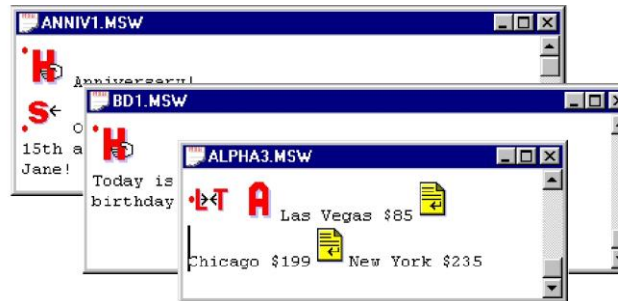 ANNIV1.MSW
H
Anniversary!
S
15th a
Jane!
BD1.MSW
H
Today is
birthday
ALPHA3.MSW
LT A Las Vegas $85
Chicago $199 New York $235